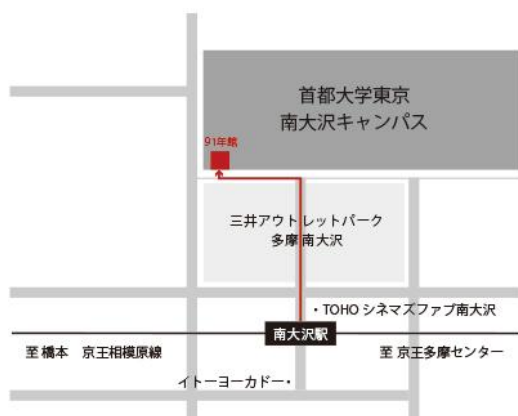 首都大学東京
南大沢キャンパス
91年館
三井アウトレットパーク
多摩南大沢
・TOHOシネマズファブ南大沢
南大沢駅
至 橋本　京王相模原線
至 京王多摩センター
イトーヨーカドー・